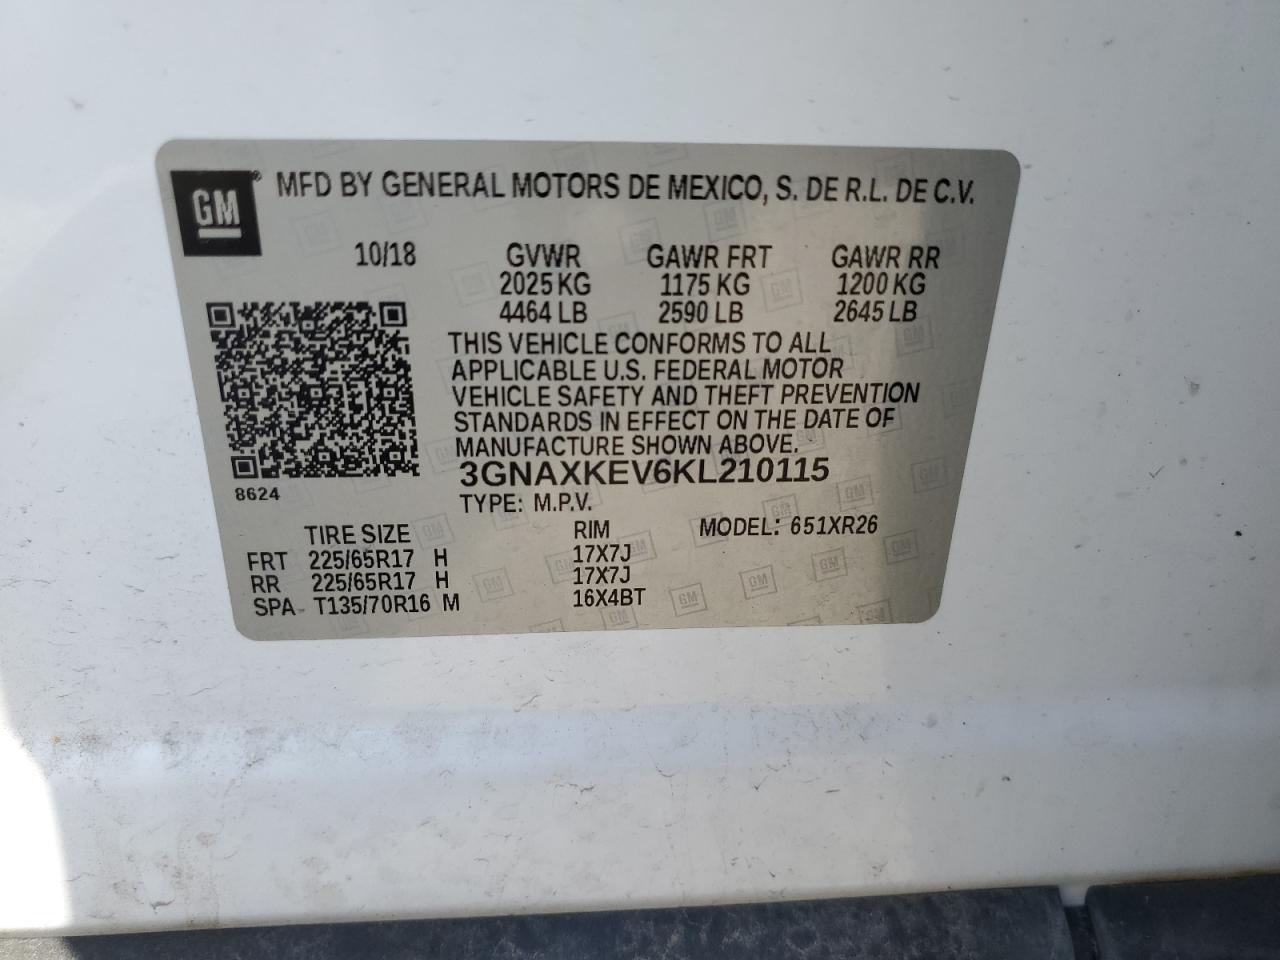 GM® MFD BY GENERAL MOTORS DE MEXICO, S. DE R.L. DE C.V.
10/18 GVWR GAWR FRT GAWR RR
2025 KG 1175 KG 1200 KG
4464 LB 2590 LB 2645 LB
THIS VEHICLE CONFORMS TO ALL
APPLICABLE U.S. FEDERAL MOTOR
VEHICLE SAFETY AND THEFT PREVENTION
STANDARDS IN EFFECT ON THE DATE OF
MANUFACTURE SHOWN ABOVE.
3GNAXKEV6KL210115
8624
TYPE: M.P.V.
TIRE SIZE RIM MODEL: 651XR26
FRT 225/65R17 H 17X7J
RR 225/65R17 H 17X7J
SPA T135/70R16 M 16X4BT